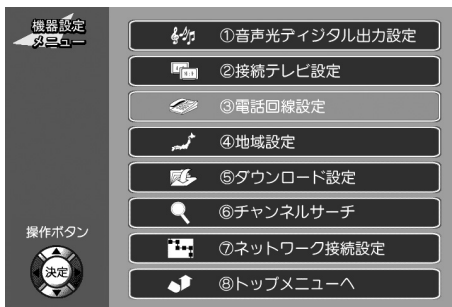 機器設定
メニュー
①音声光ディジタル出力設定
②接続テレビ設定
③電話回線設定
④地域設定
⑤ダウンロード設定
⑥チャンネルサーチ
⑦ネットワーク接続設定
⑧トップメニューへ
操作ボタン
決定